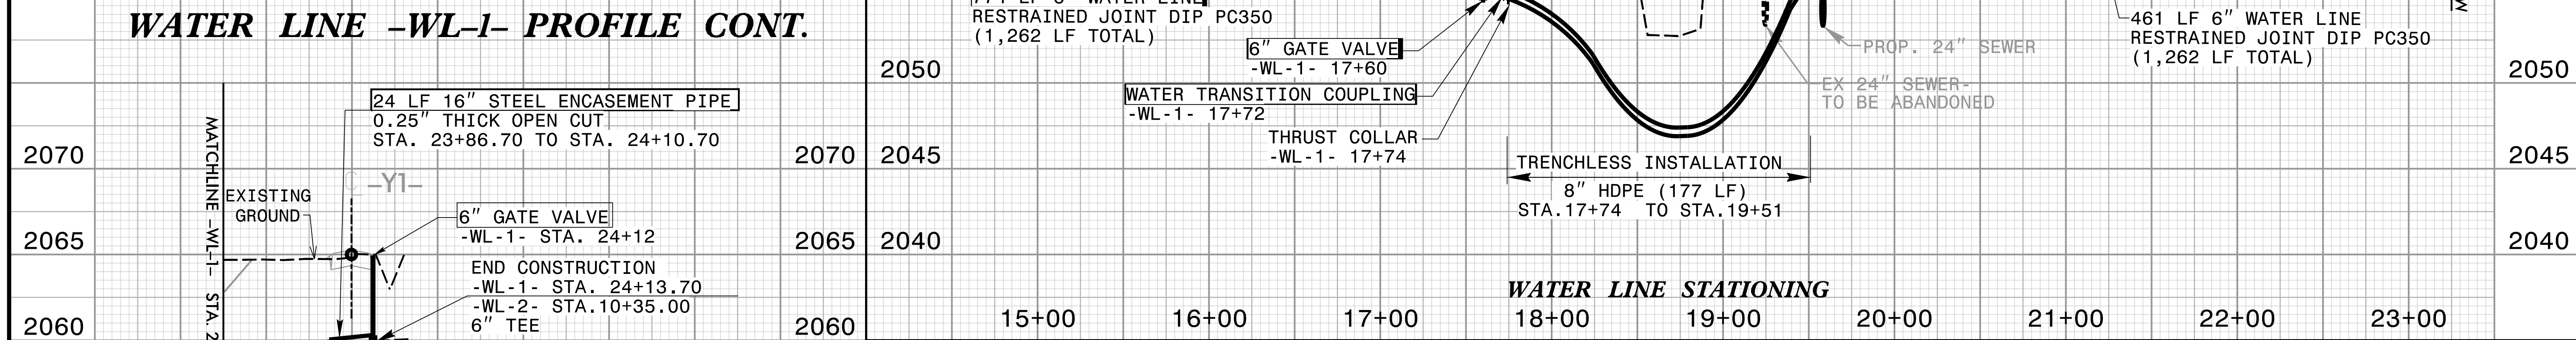 WATER LINE -WL-1- PROFILE CONT.
24 LF 16" STEEL ENCASEMENT PIPE
0.25" THICK OPEN CUT
STA. 23+86.70 TO STA. 24+10.70
MATCHLINE -WL-1- STA. 2
2070
2070
-Y1-
EXISTING
GROUND
6" GATE VALVE
-WL-1- STA. 24+12
2065
2065
END CONSTRUCTION
-WL-1- STA. 24+13.70
-WL-2- STA.10+35.00
6" TEE
2060
2060
RESTRAINED JOINT DIP PC350
(1,262 LF TOTAL)
2050
2045
2040
6" GATE VALVE
-WL-1- 17+60
WATER TRANSITION COUPLING
-WL-1- 17+72
THRUST COLLAR
-WL-1- 17+74
TRENCHLESS INSTALLATION
8" HDPE (177 LF)
STA.17+74 TO STA.19+51
PROP. 24" SEWER
EX 24" SEWER-
TO BE ABANDONED
461 LF 6" WATER LINE
RESTRAINED JOINT DIP PC350
(1,262 LF TOTAL)
2050
2045
2040
WATER LINE STATIONING
15+00 16+00 17+00 18+00 19+00 20+00 21+00 22+00 23+00